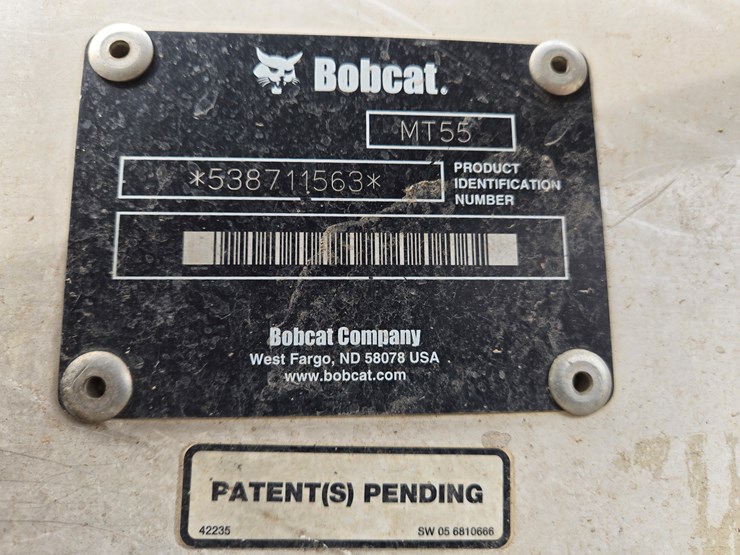 Bobcat.
MT55
*538711563*
PRODUCT
IDENTIFICATION
NUMBER
Bobcat Company
West Fargo, ND 58078 USA
www.bobcat.com
PATENT(S) PENDING
42235 SW 05 6810666